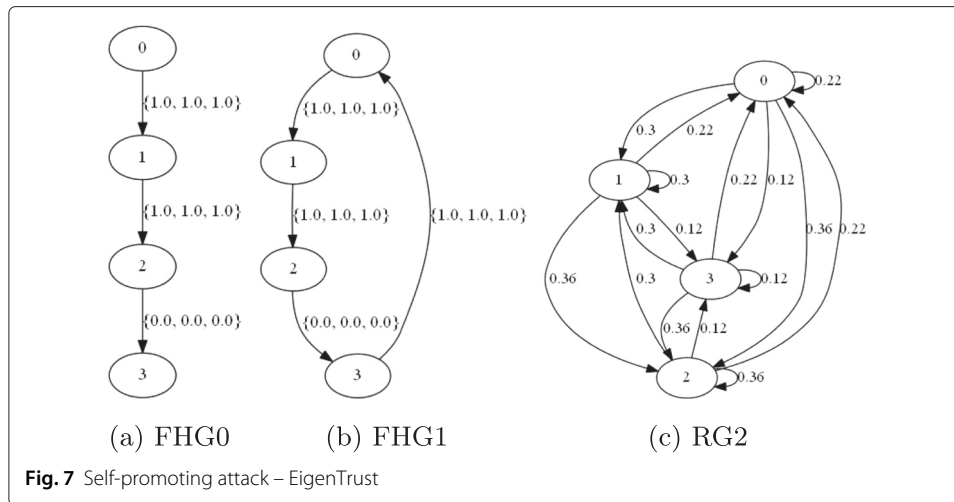 0
{1.0, 1.0, 1.0}
1
{1.0, 1.0, 1.0}
2
{0.0, 0.0, 0.0}
3
(a) FHG0
0
{1.0, 1.0, 1.0}
1
{1.0, 1.0, 1.0}
{1.0, 1.0, 1.0}
2
{0.0, 0.0, 0.0}
3
(b) FHG1
0
0.22
0.3
0.22
1
0.3
0.22
0.12
0.3
0.12
0.36
0.22
0.36
0.3
3
0.12
0.36
0.12
2
0.36
(c) RG2
Fig. 7 Self-promoting attack – EigenTrust